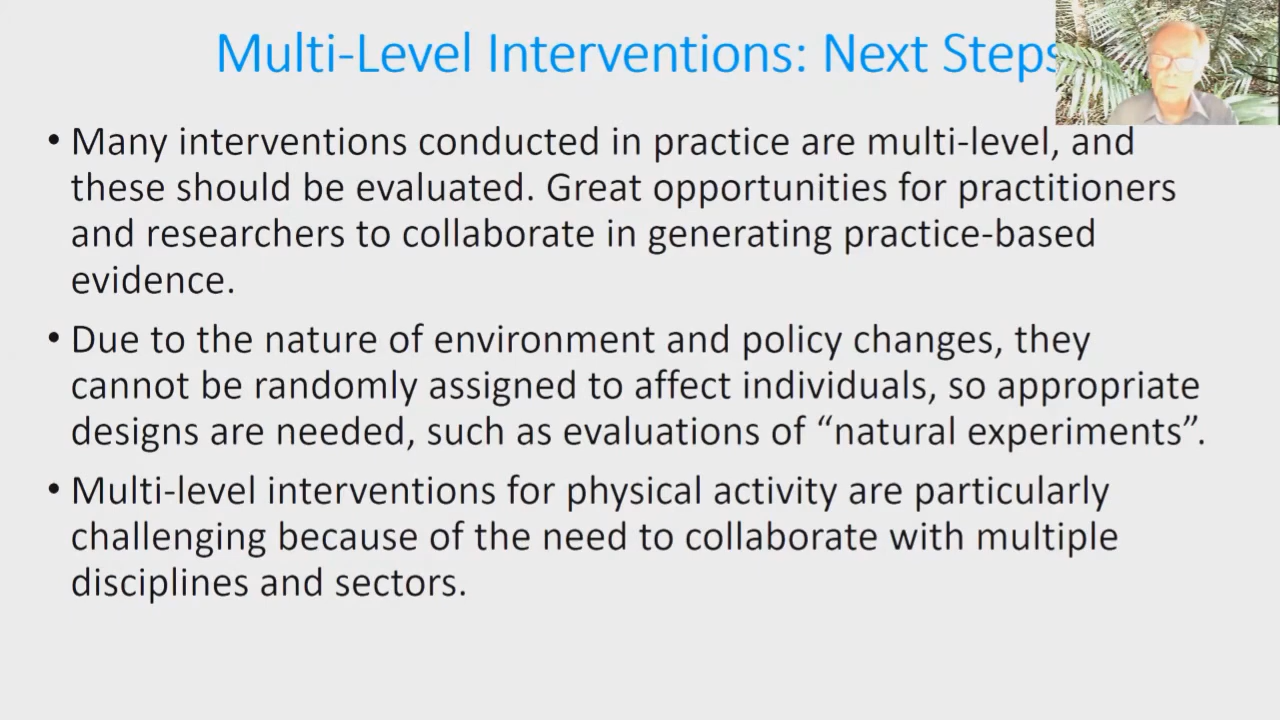 Multi-Level Interventions: Next Steps
• Many interventions conducted in practice are multi-level, and
these should be evaluated. Great opportunities for practitioners
and researchers to collaborate in generating practice-based
evidence.
• Due to the nature of environment and policy changes, they
cannot be randomly assigned to affect individuals, so appropriate
designs are needed, such as evaluations of “natural experiments”.
• Multi-level interventions for physical activity are particularly
challenging because of the need to collaborate with multiple
disciplines and sectors.